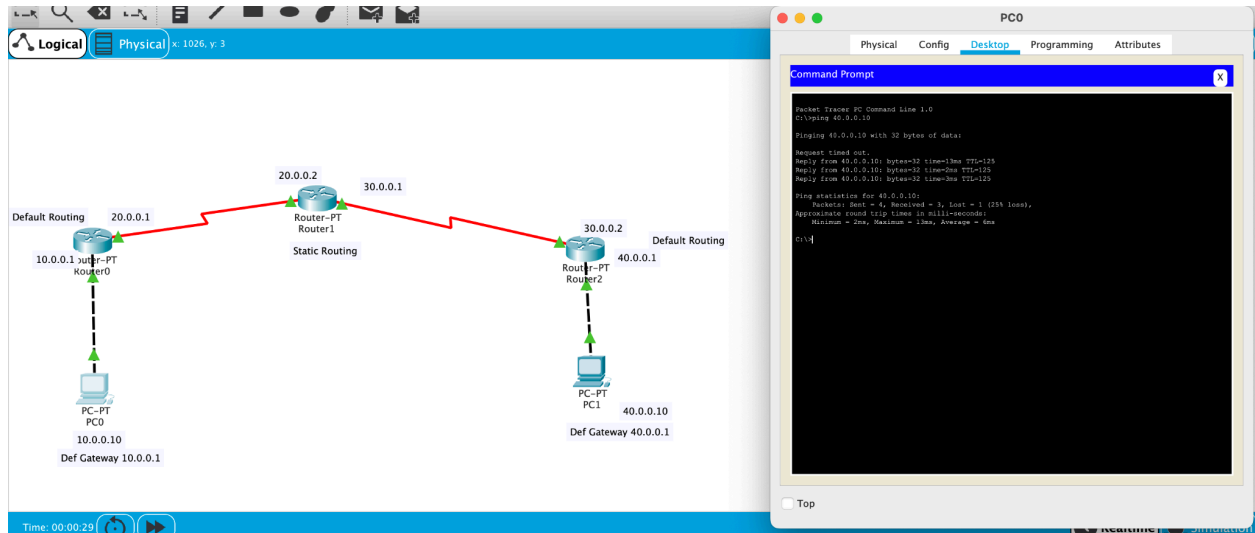 Logical
Physical
x: 1026, y: 3
20.0.0.2
30.0.0.1
Default Routing
20.0.0.1
Router-PT
Router1
Static Routing
10.0.0.1
Router0
30.0.0.2
Default Routing
40.0.0.1
Router-PT
Router2
PC-PT
PC0
10.0.0.10
Def Gateway 10.0.0.1
PC-PT
PC1
40.0.0.10
Def Gateway 40.0.0.1
Time: 00:00:29
PC0
Physical Config Desktop Programming Attributes
Command Prompt
X
Packet Tracer PC Command Line 1.0
C:\>ping 40.0.0.10
Pinging 40.0.0.10 with 32 bytes of data:
Request timed out.
Reply from 40.0.0.10: bytes=32 time=13ms TTL=125
Reply from 40.0.0.10: bytes=32 time=2ms TTL=125
Reply from 40.0.0.10: bytes=32 time=3ms TTL=125
Ping statistics for 40.0.0.10:
Packets: Sent = 4, Received = 3, Lost = 1 (25% loss),
Approximate round trip times in milli-seconds:
Minimum = 2ms, Maximum = 13ms, Average = 6ms
C:\>
Top
Realtime
Simulation